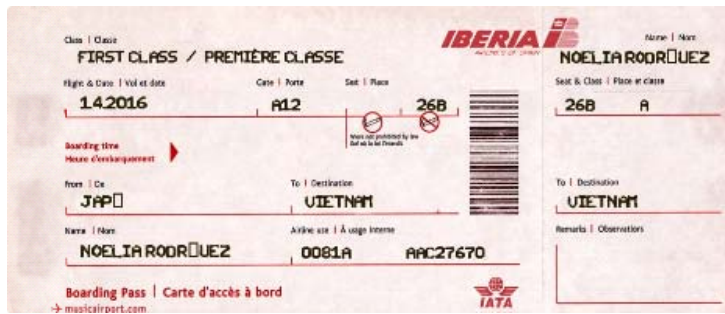 Class | Classe
FIRST CLASS / PREMIÈRE CLASSE
IBERIA
Name | Nom
NOELIA RODR▯UEZ
Flight & Date | Vol et date
Gate | Porte
Seat | Place
Seat & Class | Place et classe
1.4.2016
A12
26B
26B A
Boarding time
Heure d'embarquement
From | De
To | Destination
To | Destination
JAP▯
VIETNAM
VIETNAM
Name | Nom
Airline use | À usage interne
Remarks | Observations
NOELIA RODR▯UEZ
0081A
AAC27670
Boarding Pass | Carte d'accès à bord
IATA
musicairport.com